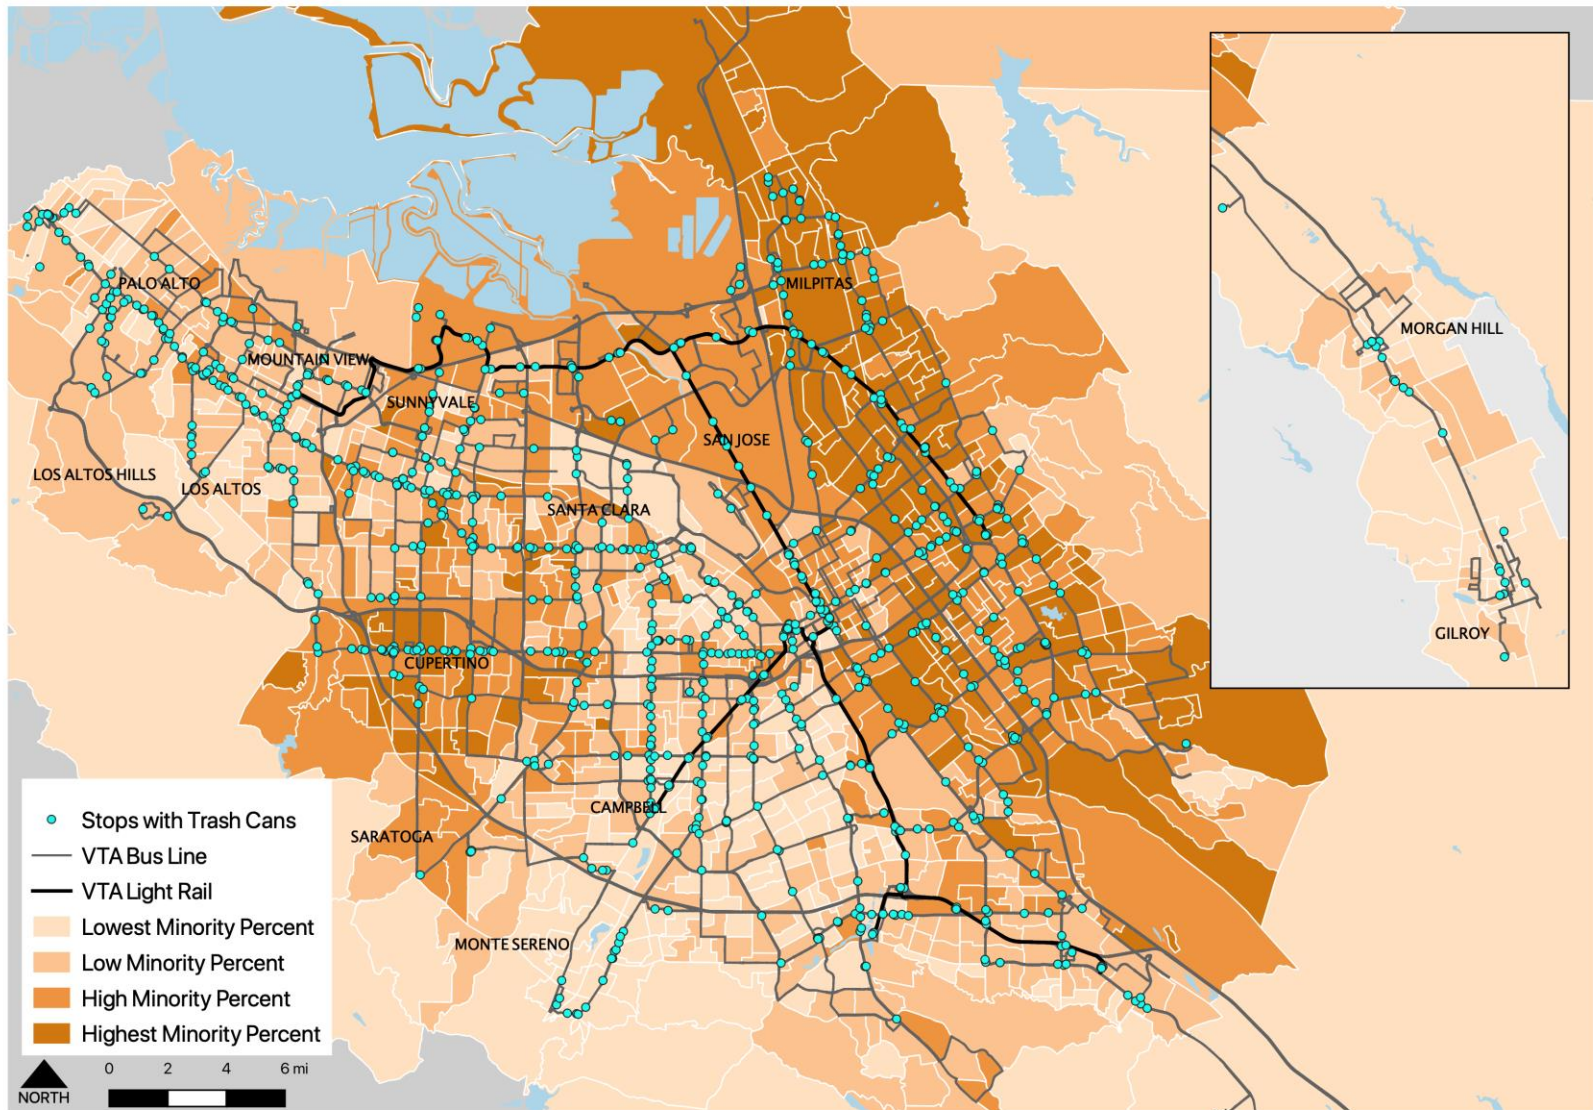 PALO ALTO
MILPITAS
MORGAN HILL
MOUNTAIN VIEW
SUNNYVALE
SAN JOSE
LOS ALTOS HILLS
LOS ALTOS
SANTA CLARA
GILROY
CUPERTINO
CAMPBELL
SARATOGA
MONTE SERENO
Stops with Trash Cans
VTA Bus Line
VTA Light Rail
Lowest Minority Percent
Low Minority Percent
High Minority Percent
Highest Minority Percent
NORTH
0 2 4 6 mi